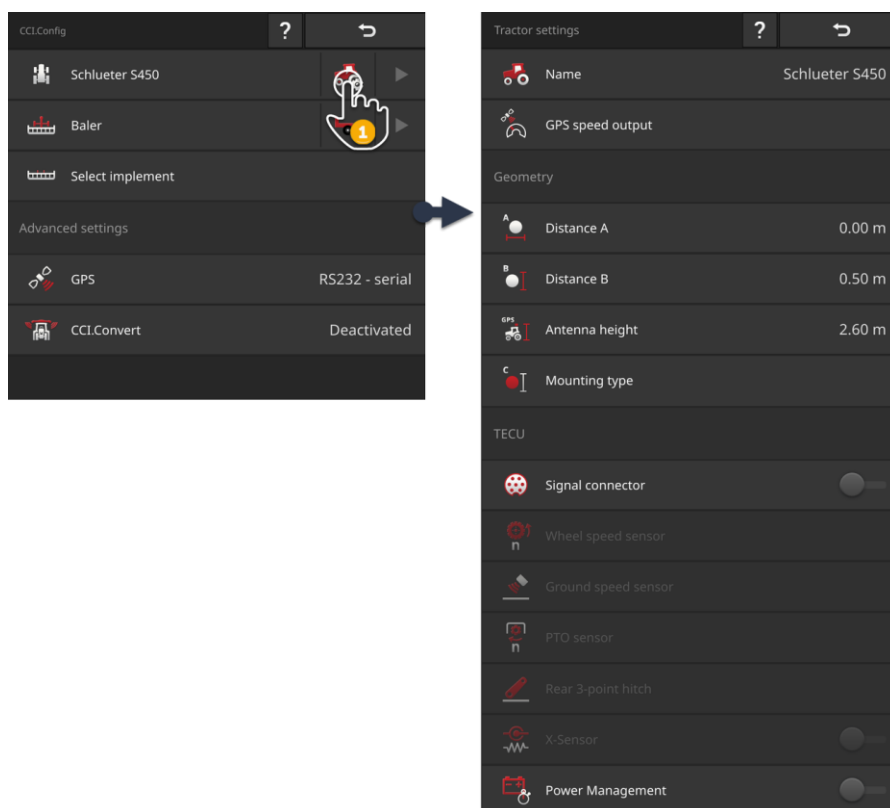 CCI.Config
?
Schlueter S450
Baler
1
Select implement
Advanced settings
GPS RS232 - serial
CCI.Convert Deactivated
Tractor settings
?
Name Schlueter S450
GPS speed output
Geometry
A
Distance A 0.00 m
B
Distance B 0.50 m
GPS
Antenna height 2.60 m
C
Mounting type
TECU
Signal connector
n
Wheel speed sensor
Ground speed sensor
n
PTO sensor
Rear 3-point hitch
X-Sensor
Power Management